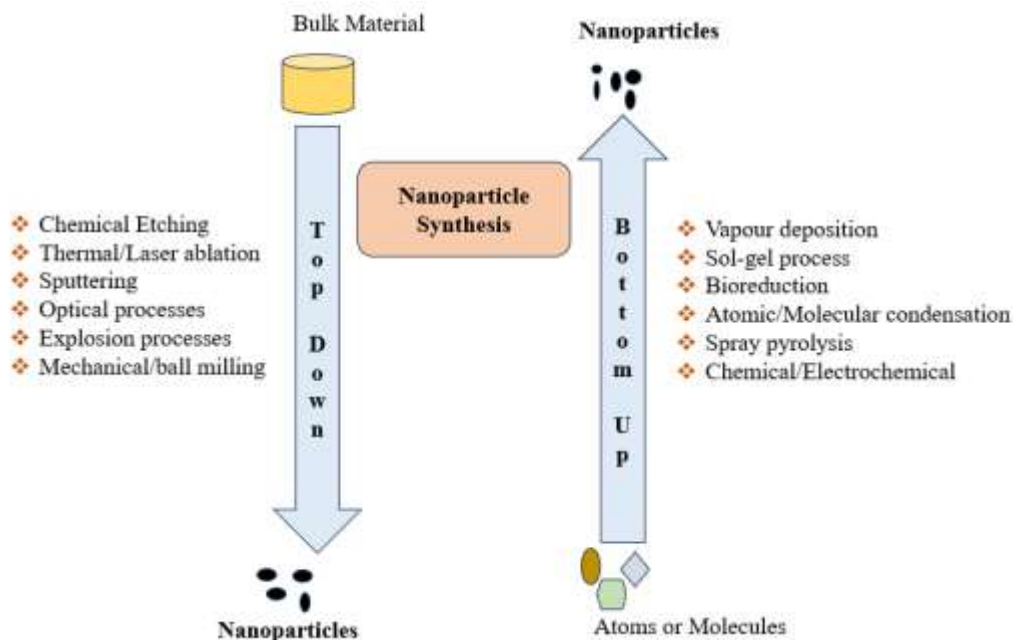 Bulk Material
Nanoparticles
Nanoparticle
Synthesis
Top Down
Chemical Etching
Thermal/Laser ablation
Sputtering
Optical processes
Explosion processes
Mechanical/ball milling
Bottom Up
Vapour deposition
Sol-gel process
Bioreduction
Atomic/Molecular condensation
Spray pyrolysis
Chemical/Electrochemical
Nanoparticles
Atoms or Molecules